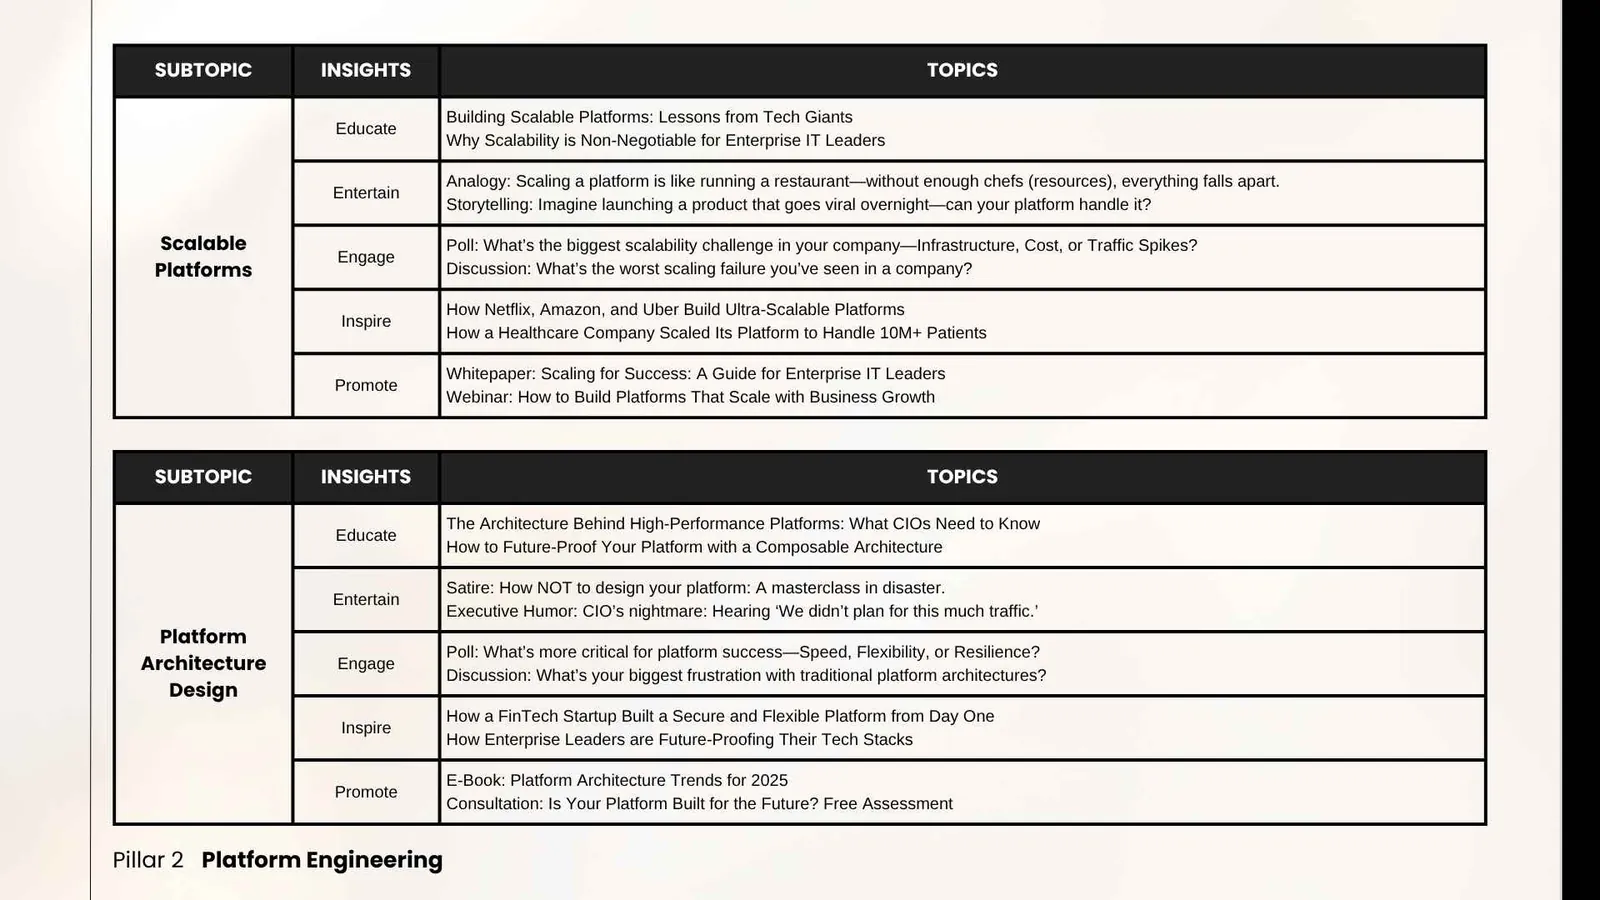 SUBTOPIC INSIGHTS TOPICS
Scalable
Platforms
Educate
Building Scalable Platforms: Lessons from Tech Giants
Why Scalability is Non-Negotiable for Enterprise IT Leaders
Entertain
Analogy: Scaling a platform is like running a restaurant—without enough chefs (resources), everything falls apart.
Storytelling: Imagine launching a product that goes viral overnight—can your platform handle it?
Engage
Poll: What’s the biggest scalability challenge in your company—Infrastructure, Cost, or Traffic Spikes?
Discussion: What’s the worst scaling failure you’ve seen in a company?
Inspire
How Netflix, Amazon, and Uber Build Ultra-Scalable Platforms
How a Healthcare Company Scaled Its Platform to Handle 10M+ Patients
Promote
Whitepaper: Scaling for Success: A Guide for Enterprise IT Leaders
Webinar: How to Build Platforms That Scale with Business Growth
SUBTOPIC INSIGHTS TOPICS
Platform
Architecture
Design
Educate
The Architecture Behind High-Performance Platforms: What CIOs Need to Know
How to Future-Proof Your Platform with a Composable Architecture
Entertain
Satire: How NOT to design your platform: A masterclass in disaster.
Executive Humor: CIO’s nightmare: Hearing ‘We didn’t plan for this much traffic.’
Engage
Poll: What’s more critical for platform success—Speed, Flexibility, or Resilience?
Discussion: What’s your biggest frustration with traditional platform architectures?
Inspire
How a FinTech Startup Built a Secure and Flexible Platform from Day One
How Enterprise Leaders are Future-Proofing Their Tech Stacks
Promote
E-Book: Platform Architecture Trends for 2025
Consultation: Is Your Platform Built for the Future? Free Assessment
Pillar 2 Platform Engineering